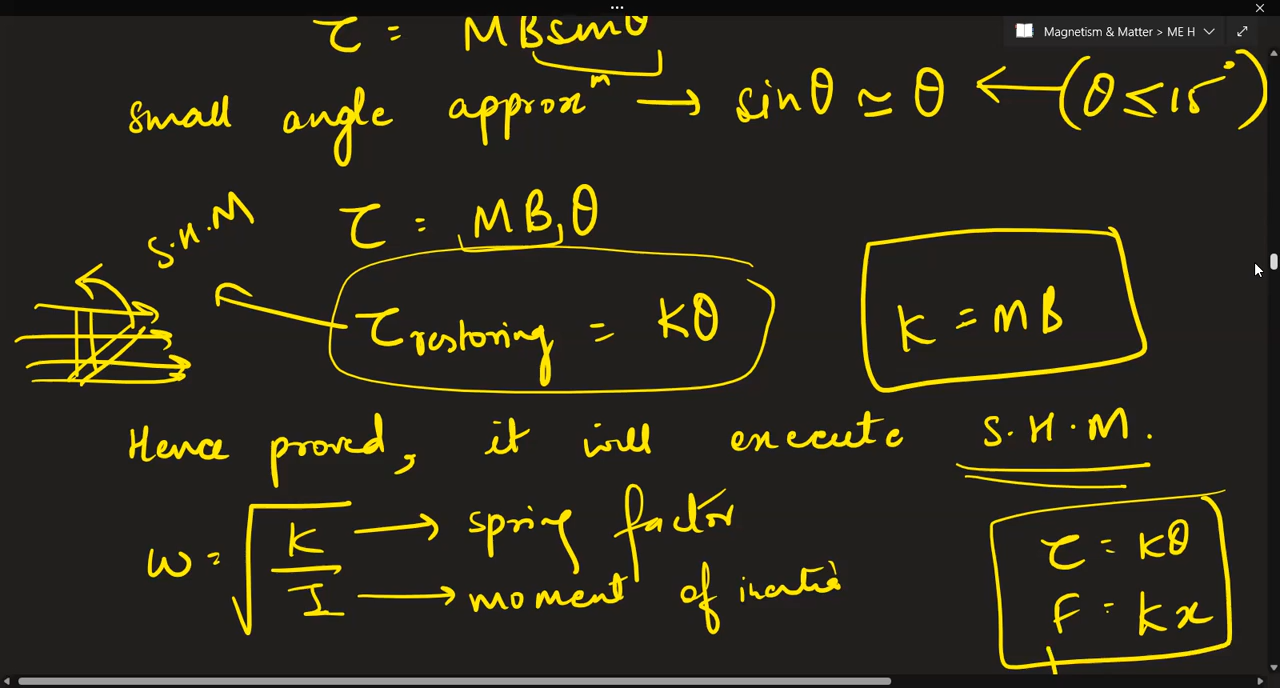 Magnetism & Matter > ME H
τ = MBsinθ
small angle approxⁿ → sinθ ≃ θ ← (θ ≤ 15°)
S.H.M
τ = MB,θ
τrestoring = Kθ
K = MB
Hence proved, it will execute S.H.M.
ω = √(K/I)
K → spring factor
I → moment of inertia
τ = Kθ
F = Kx